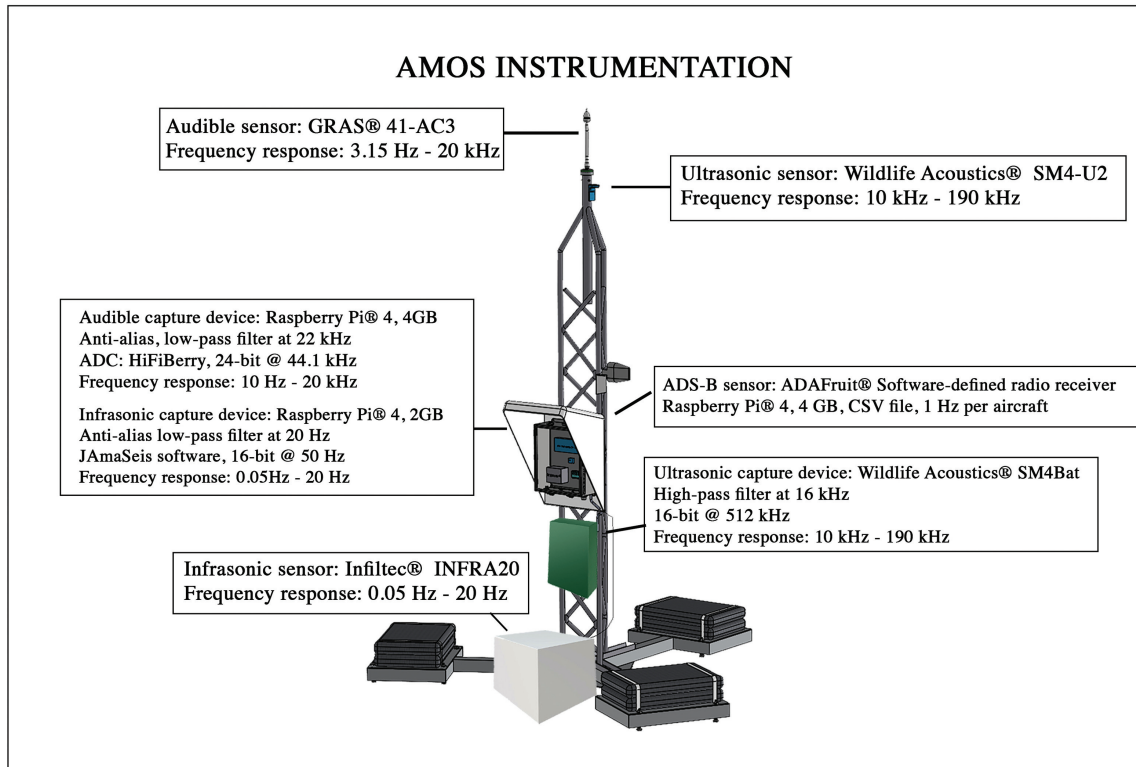 AMOS INSTRUMENTATION
Audible sensor: GRAS® 41-AC3
Frequency response: 3.15 Hz - 20 kHz
Ultrasonic sensor: Wildlife Acoustics® SM4-U2
Frequency response: 10 kHz - 190 kHz
Audible capture device: Raspberry Pi® 4, 4GB
Anti-alias, low-pass filter at 22 kHz
ADC: HiFiBerry, 24-bit @ 44.1 kHz
Frequency response: 10 Hz - 20 kHz
Infrasonic capture device: Raspberry Pi® 4, 2GB
Anti-alias low-pass filter at 20 Hz
JAmaSeis software, 16-bit @ 50 Hz
Frequency response: 0.05Hz - 20 Hz
ADS-B sensor: ADAFruit® Software-defined radio receiver
Raspberry Pi® 4, 4 GB, CSV file, 1 Hz per aircraft
Ultrasonic capture device: Wildlife Acoustics® SM4Bat
High-pass filter at 16 kHz
16-bit @ 512 kHz
Frequency response: 10 kHz - 190 kHz
Infrasonic sensor: Infiltec® INFRA20
Frequency response: 0.05 Hz - 20 Hz